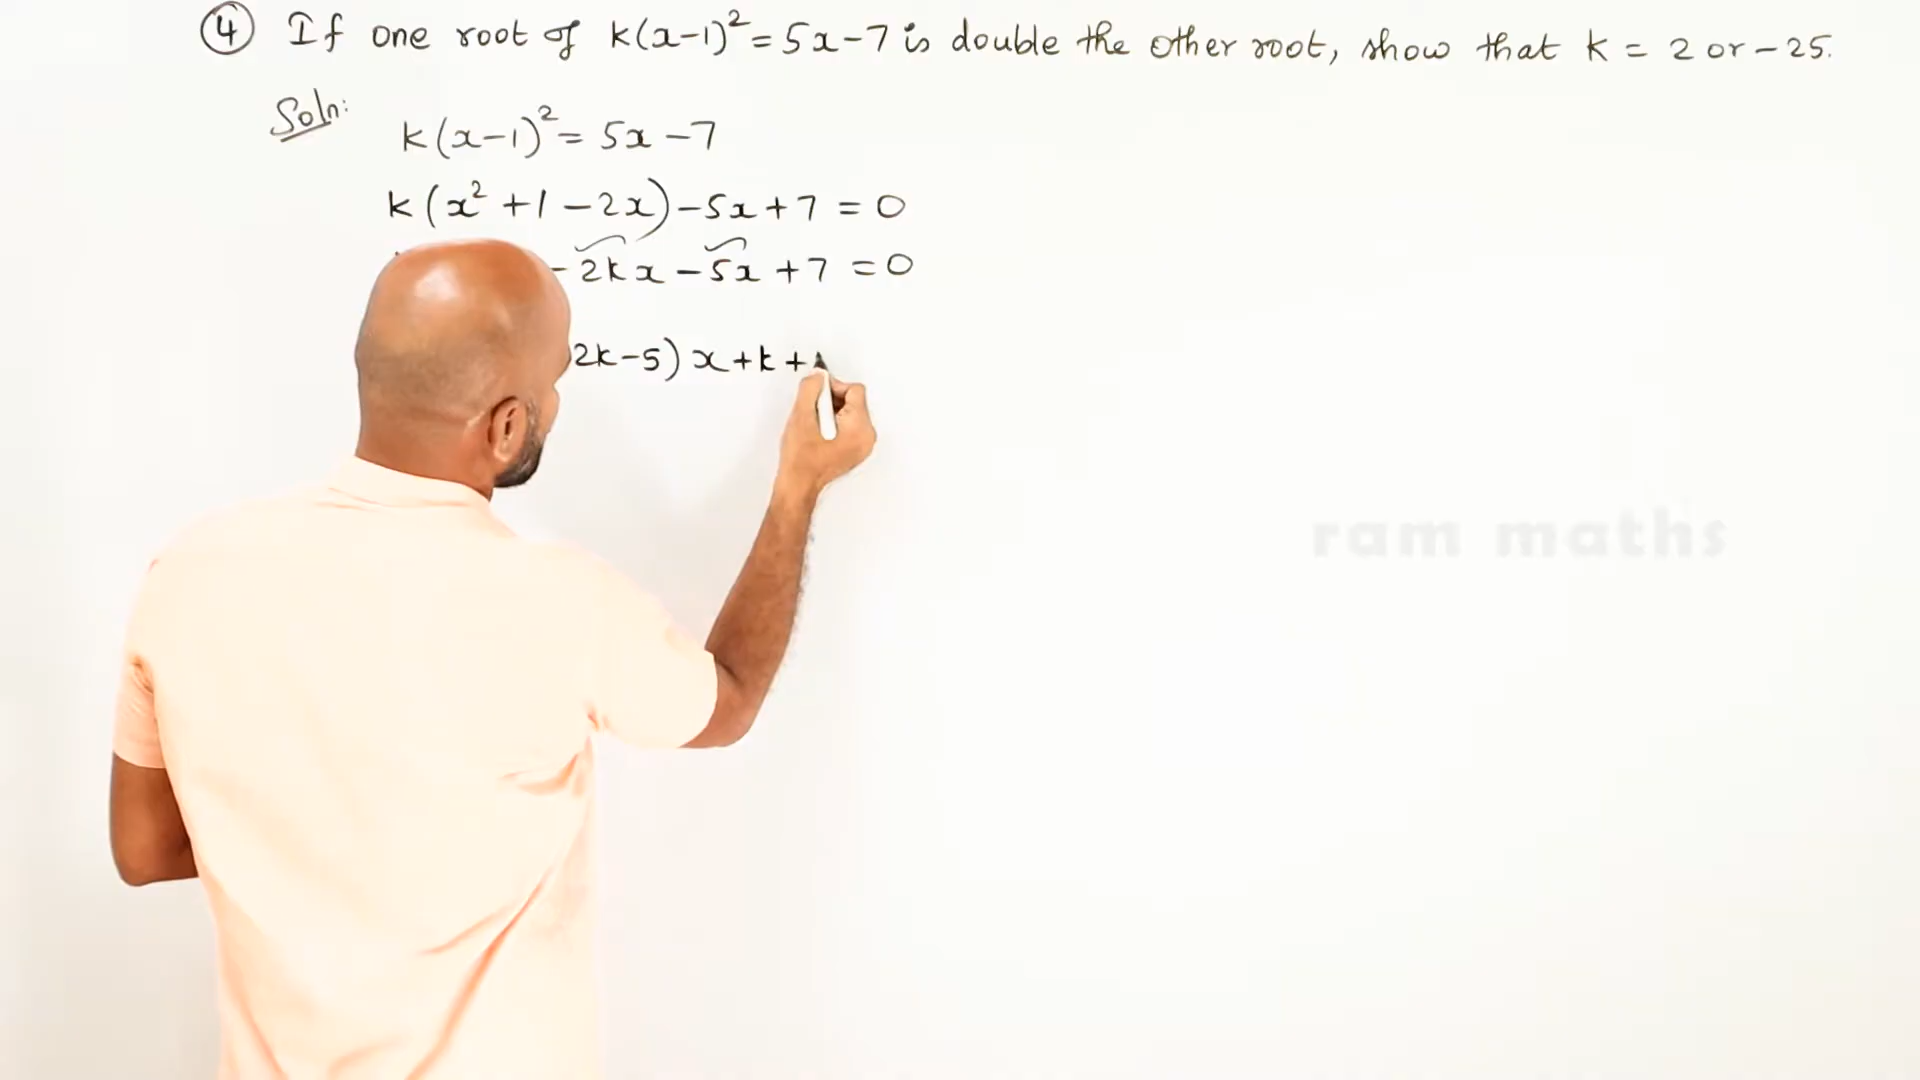 ④ If one root of k(x-1)² = 5x-7 is double the other root, show that k = 2 or -25.
Soln:
k(x-1)² = 5x-7
k(x²+1-2x)-5x+7 = 0
-2kx-5x+7 = 0
2k-5)x+k+
ram maths